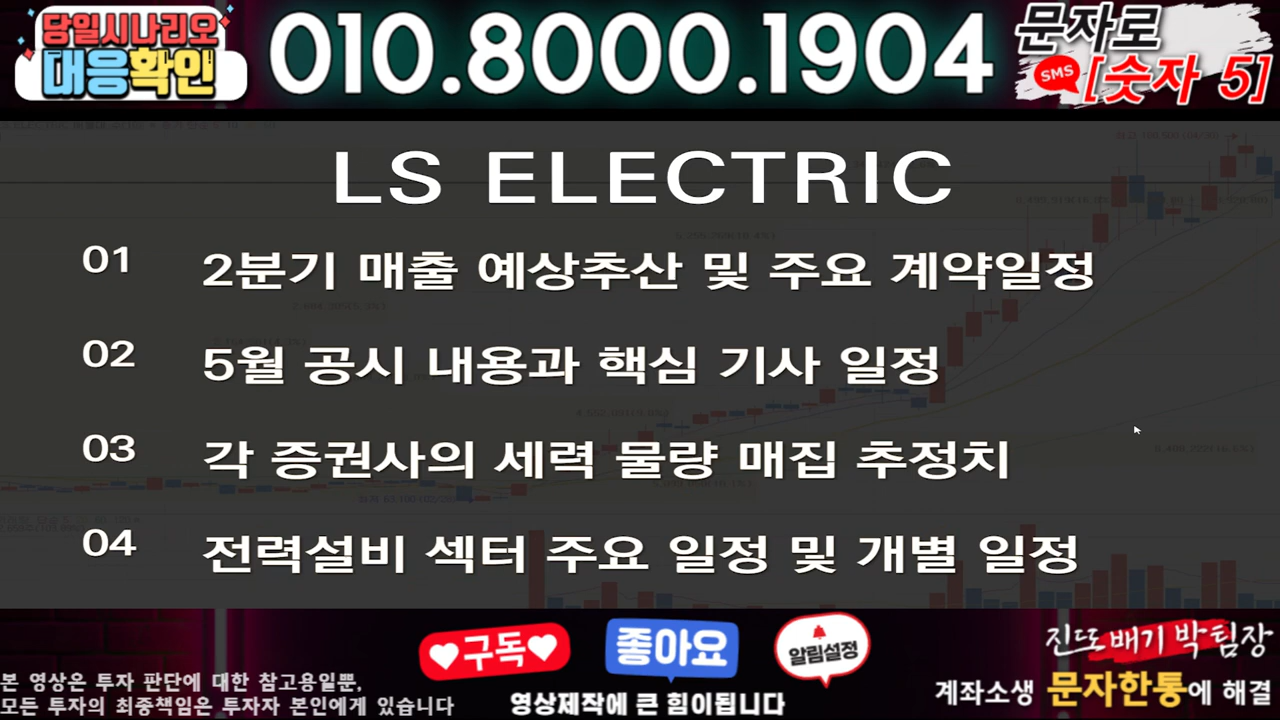 당일시나리오
대응확인
010.8000.1904
문자로
SMS [숫자 5]
LS ELECTRIC
01 2분기 매출 예상추산 및 주요 계약일정
02 5월 공시 내용과 핵심 기사 일정
03 각 증권사의 세력 물량 매집 추정치
04 전력설비 섹터 주요 일정 및 개별 일정
구독
좋아요
알림설정
영상제작에 큰 힘이됩니다
본 영상은 투자 판단에 대한 참고용일뿐,
모든 투자의 최종책임은 투자자 본인에게 있습니다
진또배기 박팀장
계좌소생 문자한통에 해결